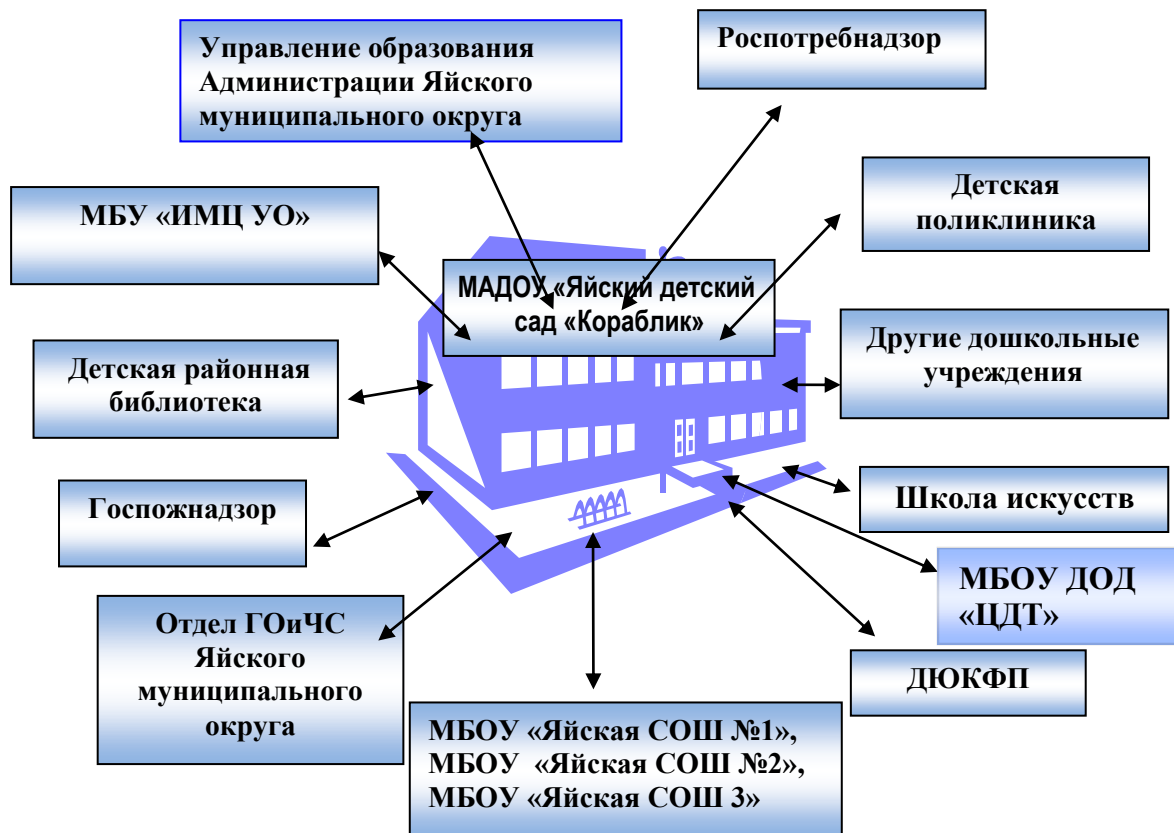 Управление образования
Администрации Яйского
муниципального округа
Роспотребнадзор
МБУ «ИМЦ УО»
Детская
поликлиника
МАДОУ «Яйский детский
сад «Кораблик»
Детская районная
библиотека
Другие дошкольные
учреждения
Госпожнадзор
Школа искусств
МБОУ ДОД
«ЦДТ»
Отдел ГОиЧС
Яйского
муниципального
округа
ДЮКФП
МБОУ «Яйская СОШ №1»,
МБОУ «Яйская СОШ №2»,
МБОУ «Яйская СОШ 3»